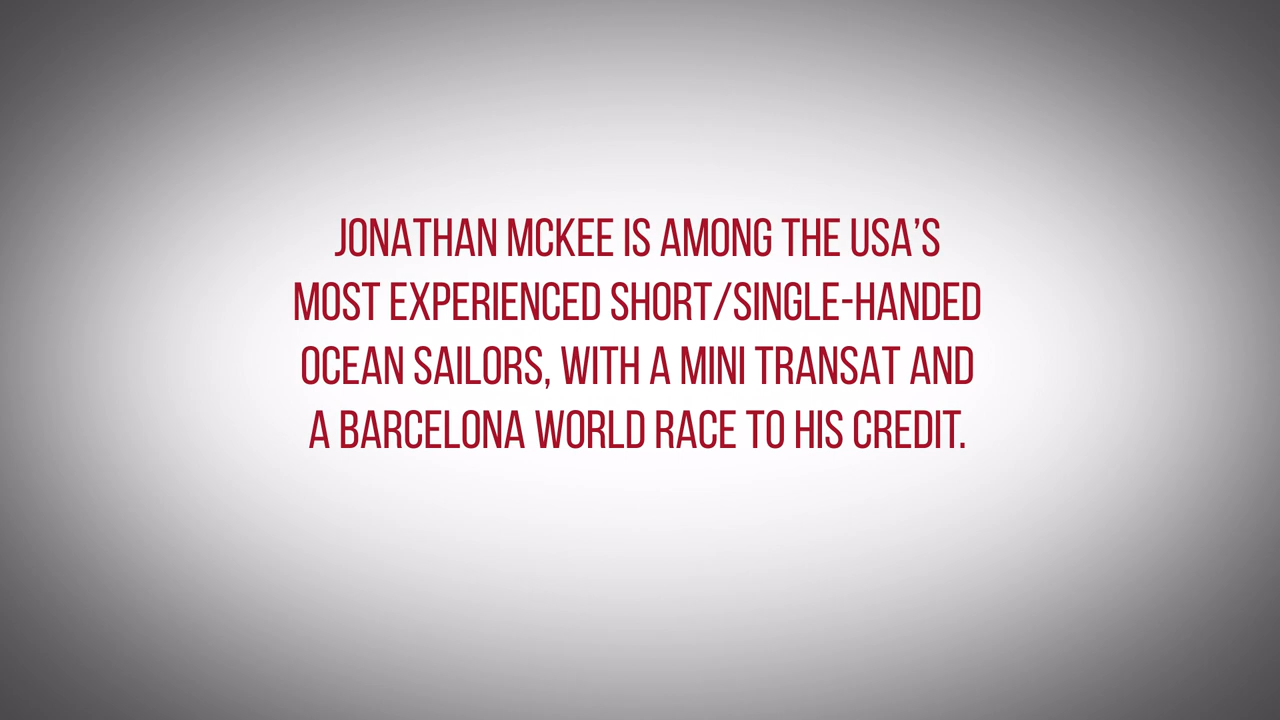 JONATHAN MCKEE IS AMONG THE USA’S
MOST EXPERIENCED SHORT/SINGLE-HANDED
OCEAN SAILORS, WITH A MINI TRANSAT AND
A BARCELONA WORLD RACE TO HIS CREDIT.